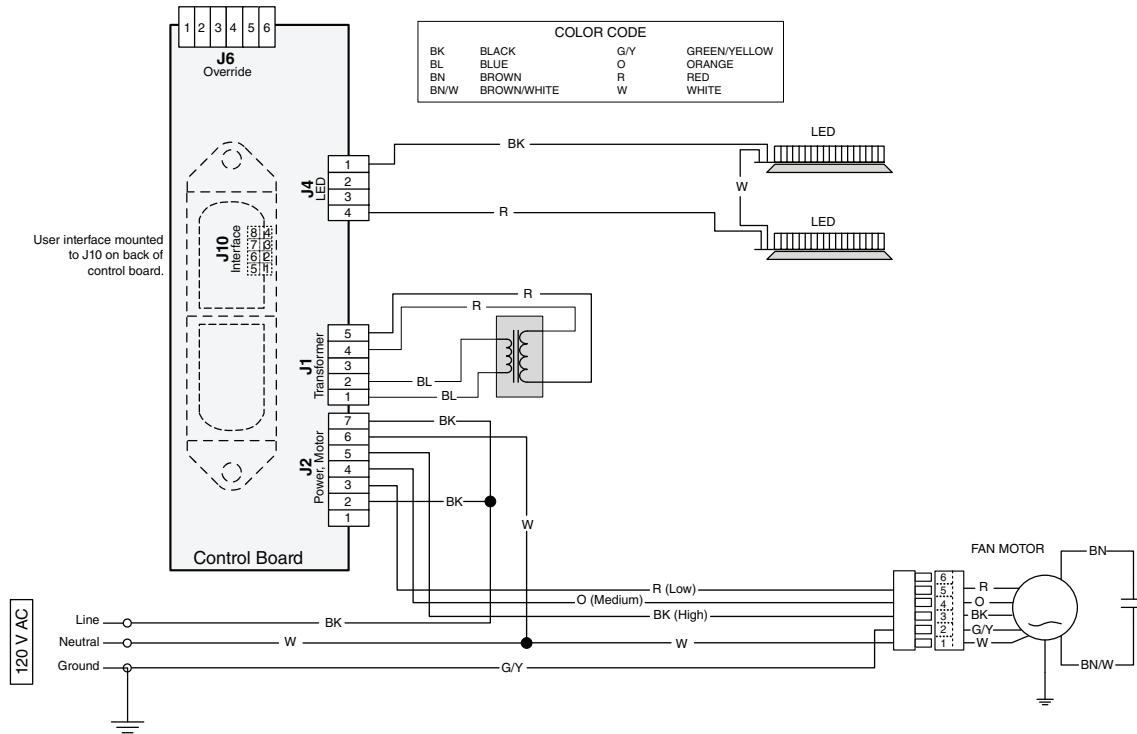 1 2 3 4 5 6
J6
Override
COLOR CODE
BK BLACK G/Y GREEN/YELLOW
BL BLUE O ORANGE
BN BROWN R RED
BN/W BROWN/WHITE W WHITE
LED
BK
W
J4
LED
1
2
3
4
R
LED
User interface mounted
to J10 on back of
control board.
J10
Interface
8 4
7 3
6 2
5 1
R
R
J1
Transformer
5
4
3
2
1
BL
BL
J2
Power, Motor
7
6
5
4
3
2
1
BK
BK
W
Control Board
FAN MOTOR
BN
R (Low)
O (Medium)
BK (High)
6
5
4
3
2
1
R
O
BK
G/Y
W
BN/W
120 V AC
Line
BK
Neutral
W
W
Ground
G/Y